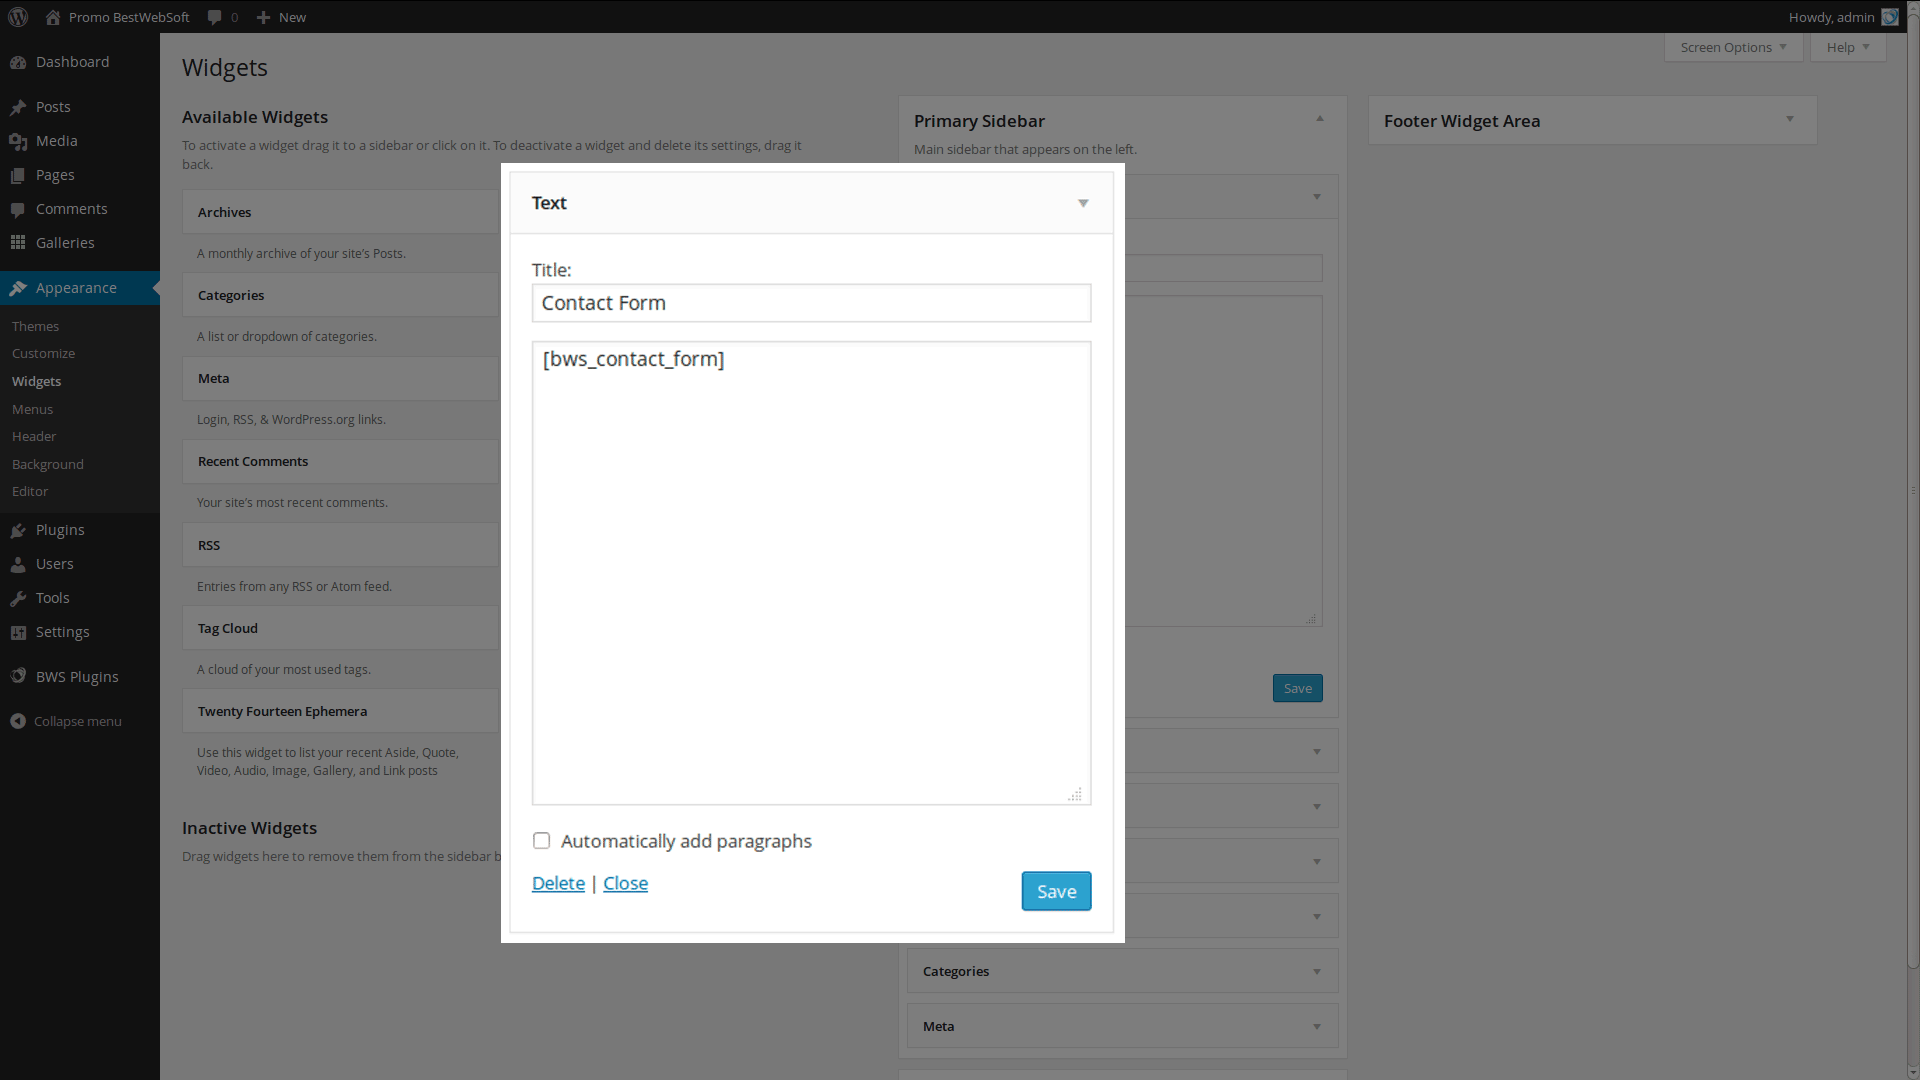 Promo BestWebSoft
0
New
Howdy, admin
Dashboard
Posts
Media
Pages
Comments
Galleries
Appearance
Themes
Customize
Widgets
Menus
Header
Background
Editor
Plugins
Users
Tools
Settings
BWS Plugins
Collapse menu
Screen Options
Help
Widgets
Available Widgets
To activate a widget drag it to a sidebar or click on it. To deactivate a widget and delete its settings, drag it
back.
Archives
A monthly archive of your site's Posts.
Categories
A list or dropdown of categories.
Meta
Login, RSS, & WordPress.org links.
Recent Comments
Your site's most recent comments.
RSS
Entries from any RSS or Atom feed.
Tag Cloud
A cloud of your most used tags.
Twenty Fourteen Ephemera
Use this widget to list your recent Aside, Quote,
Video, Audio, Image, Gallery, and Link posts
Inactive Widgets
Drag widgets here to remove them from the sidebar b
Text
Title:
Contact Form
[bws_contact_form]
Automatically add paragraphs
Delete | Close
Save
Primary Sidebar
Main sidebar that appears on the left.
Save
Categories
Meta
Footer Widget Area